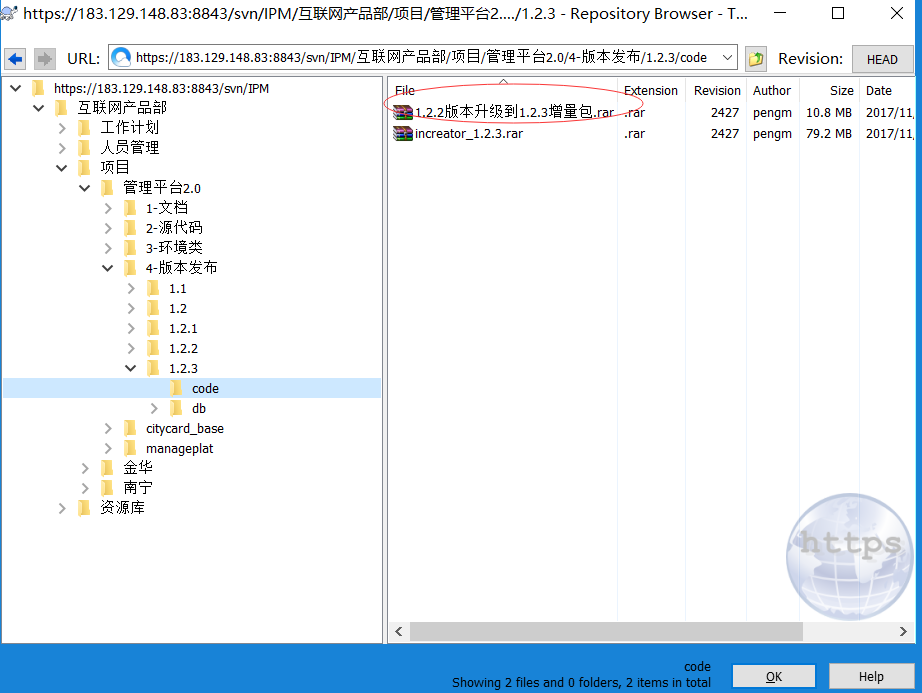 https://183.129.148.83:8843/svn/IPM/互联网产品部/项目/管理平台2..../1.2.3 - Repository Browser - T...
URL: https://183.129.148.83:8843/svn/IPM/互联网产品部/项目/管理平台2.0/4-版本发布/1.2.3/code Revision: HEAD
https://183.129.148.83:8843/svn/IPM
互联网产品部
工作计划
人员管理
项目
管理平台2.0
1-文档
2-源代码
3-环境类
4-版本发布
1.1
1.2
1.2.1
1.2.2
1.2.3
code
db
citycard_base
manageplat
金华
南宁
资源库
File Extension Revision Author Size Date
1.2.2版本升级到1.2.3增量包.rar .rar 2427 pengm 10.8 MB 2017/11,
increator_1.2.3.rar .rar 2427 pengm 79.2 MB 2017/11,
https
code
Showing 2 files and 0 folders, 2 items in total
OK Help